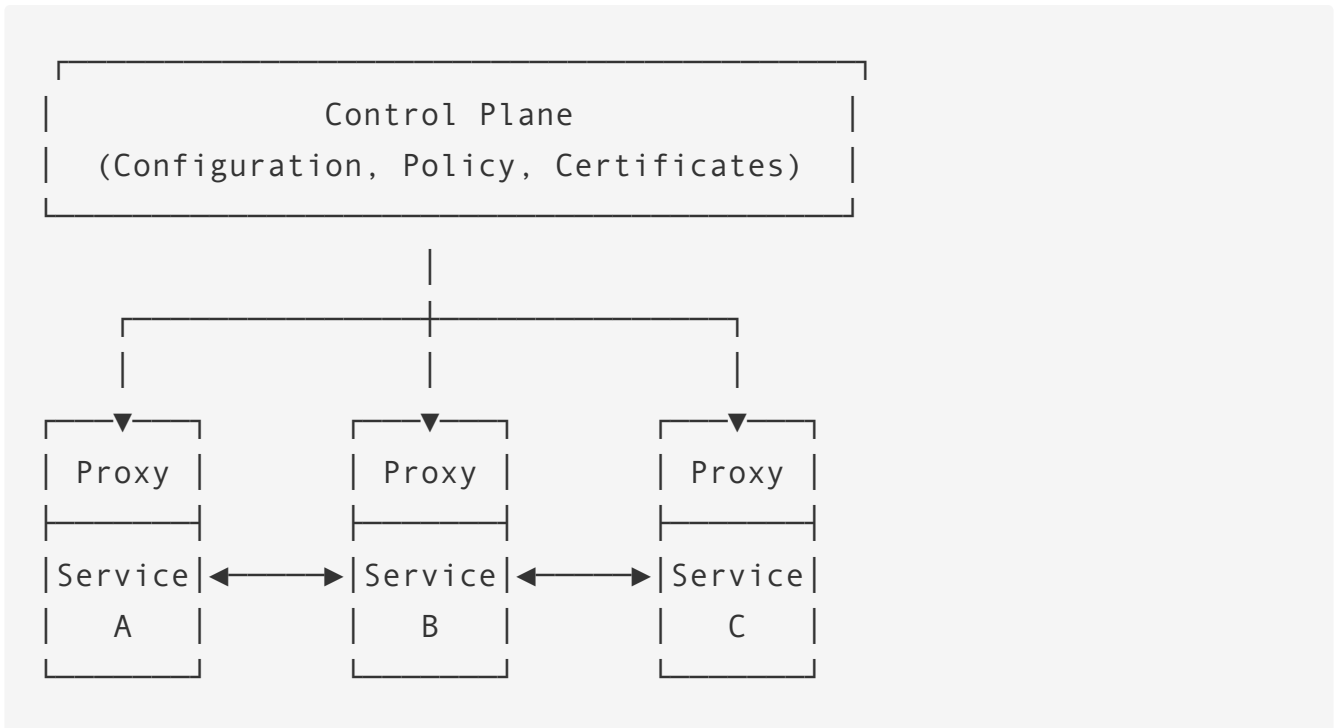 Control Plane
(Configuration, Policy, Certificates)
Proxy Proxy Proxy
Service Service Service
A B C